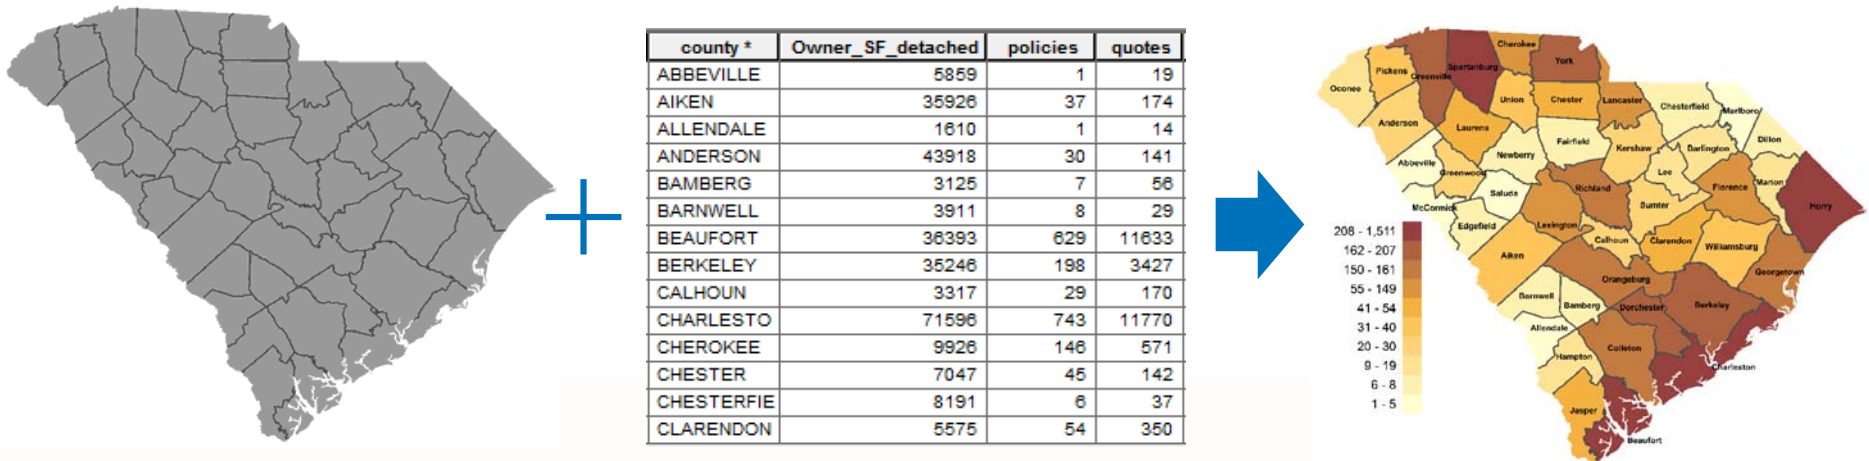 county * Owner_SF_detached policies quotes
ABBEVILLE 5859 1 19
AIKEN 35926 37 174
ALLENDALE 1610 1 14
ANDERSON 43918 30 141
BAMBERG 3125 7 56
BARNWELL 3911 8 29
BEAUFORT 36393 629 11633
BERKELEY 35246 198 3427
CALHOUN 3317 29 170
CHARLESTO 71596 743 11770
CHEROKEE 9926 146 571
CHESTER 7047 45 142
CHESTERFIE 8191 6 37
CLARENDON 5575 54 350
Cherokee
York
Spartanburg
Greenville
Pickens
Oconee
Union
Chester
Lancaster
Chesterfield
Marlboro
Anderson
Laurens
Fairfield
Kershaw
Darlington
Dillon
Abbeville
Newberry
Greenwood
Lee
Marion
Saluda
Richland
Florence
Horry
McCormick
Sumter
Edgefield
Lexington
Calhoun
Clarendon
Williamsburg
Aiken
Georgetown
Orangeburg
Barnwell
Bamberg
Dorchester
Berkeley
Allendale
Colleton
Hampton
Charleston
Jasper
Beaufort
208 - 1,511
162 - 207
150 - 161
55 - 149
41 - 54
31 - 40
20 - 30
9 - 19
6 - 8
1 - 5